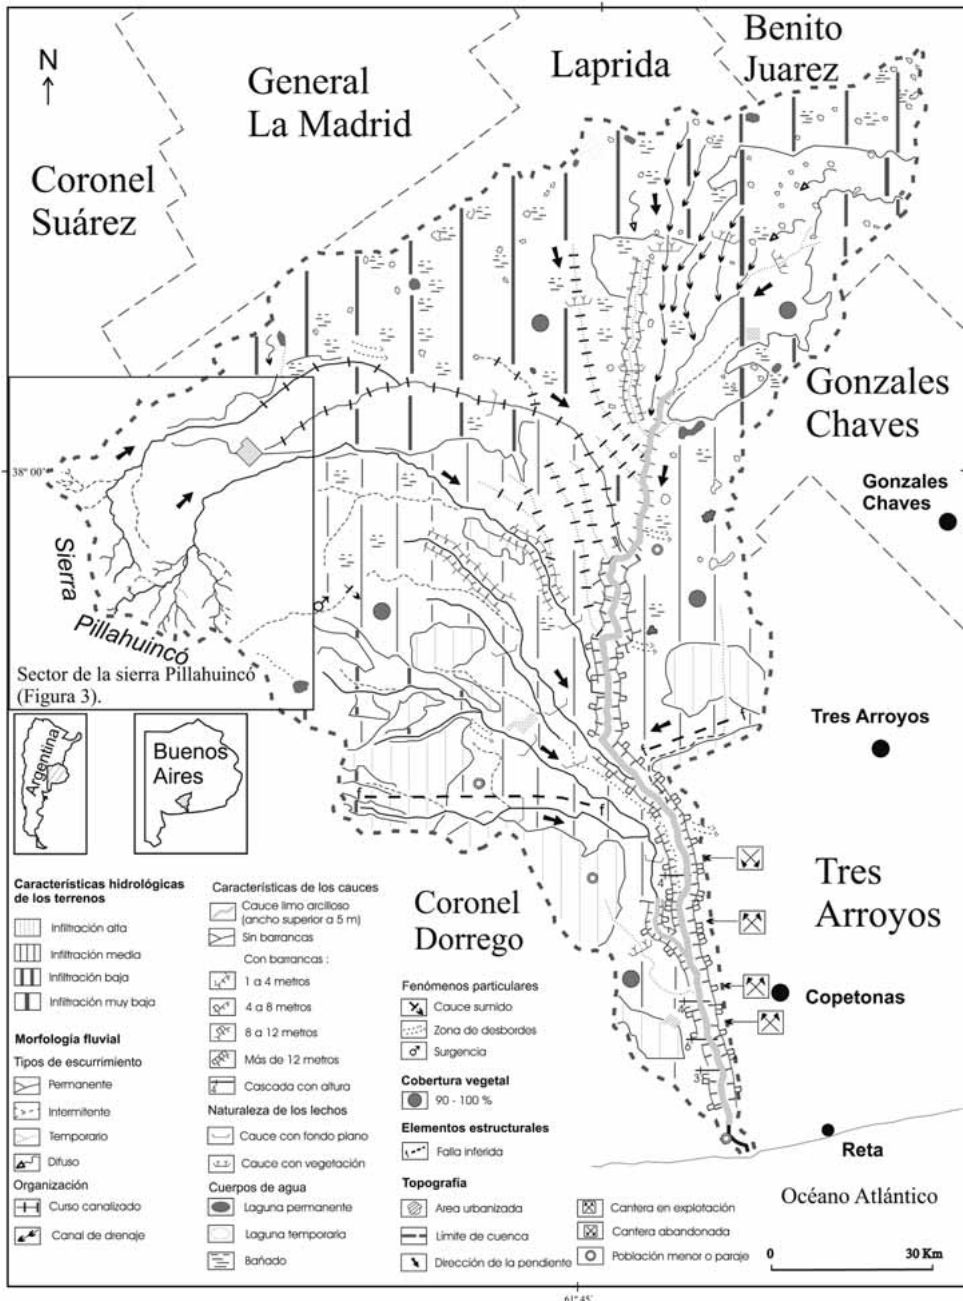 N
Benito
Juarez
Laprida
General
La Madrid
Coronel
Suárez
Gonzales
Chaves
38° 00'
Gonzales
Chaves
Sierra
Pillahuincó
Sector de la sierra Pillahuincó
(Figura 3).
Argentina
Buenos
Aires
f
f
Tres Arroyos
Tres
Arroyos
Coronel
Dorrego
4
4
6
3
Copetonas
Reta
Océano Atlántico
Características hidrológicas
de los terrenos
Infiltración alta
Infiltración media
Infiltración baja
Infiltración muy baja
Morfología fluvial
Tipos de escurrimiento
Permanente
Intermitente
Temporario
Difuso
Organización
Curso canalizado
Canal de drenaje
Características de los cauces
Cauce limo arcilloso
(ancho superior a 5 m)
Sin barrancas
Con barrancas :
1 a 4 metros
4 a 8 metros
8 a 12 metros
Más de 12 metros
4
Cascada con altura
Naturaleza de los lechos
Cauce con fondo plano
Cauce con vegetación
Cuerpos de agua
Laguna permanente
Laguna temporaria
Bañado
Fenómenos particulares
Cauce sumido
Zona de desbordes
Surgencia
Cobertura vegetal
90 - 100 %
Elementos estructurales
Falla inferida
Topografía
Area urbanizada
Límite de cuenca
Dirección de la pendiente
Cantera en explotación
Cantera abandonada
Población menor o paraje
0 30 Km
61° 45'